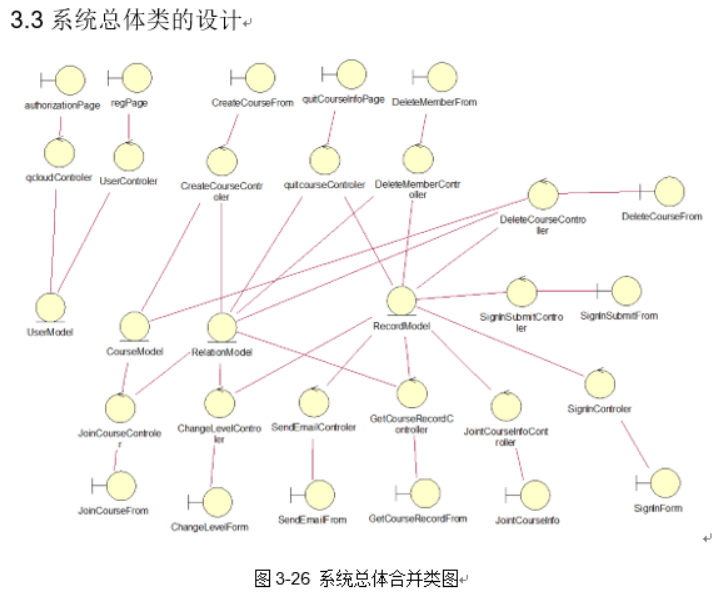 3.3 系统总体类的设计
authorizationPage
regPage
CreateCourseFrom
quitCourseInfoPage
DeleteMemberFrom
qcloudControler
UserControler
CreateCourseContr
oler
quitcourseControler
DeleteMemberContr
oller
DeleteCourseContro
ller
DeleteCourseFrom
UserModel
CourseModel
RelationModel
RecordModel
SignInSubmitContro
ler
SignInSubmitFrom
JoinCourseControle
r
ChangeLevelContro
ler
SendEmailControler
GetCourseRecordC
ontroller
JointCourseInfoCont
roller
SignInControler
JoinCourseFrom
ChangeLevelForm
SendEmailFrom
GetCourseRecordFrom
JointCourseInfo
SignInForm
图 3-26 系统总体合并类图